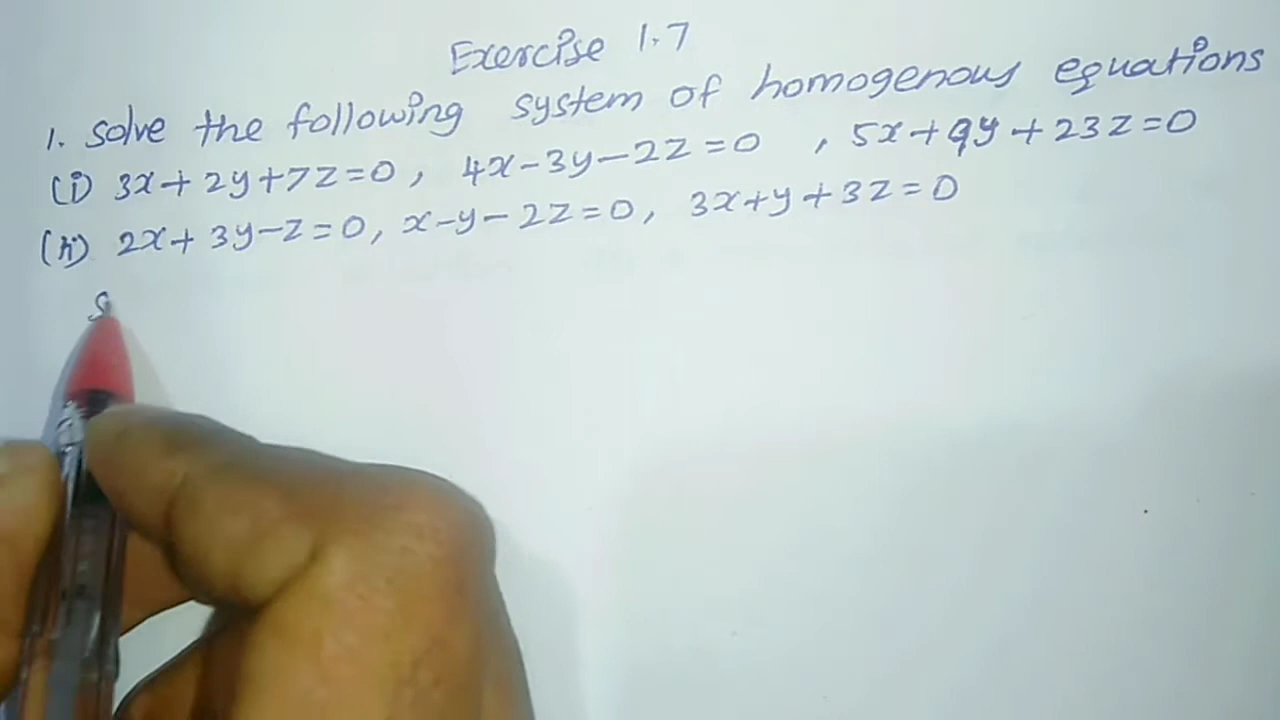 Exercise 1.7
1. Solve the following system of homogenous equations
(i) 3x+2y+7z=0, 4x-3y-2z=0, 5x+9y+23z=0
(ii) 2x+3y-z=0, x-y-2z=0, 3x+y+3z=0
S